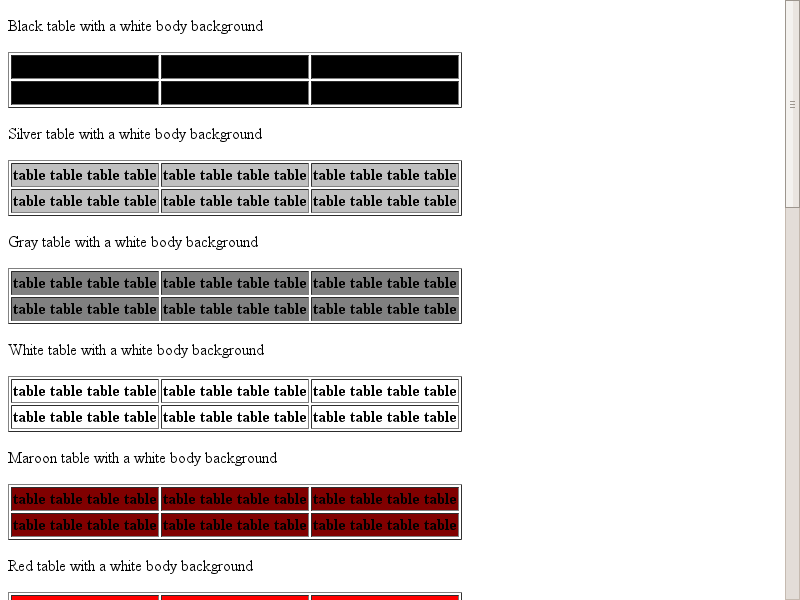 Black table with a white body background
Silver table with a white body background
table table table table table table table table table table table table
table table table table table table table table table table table table
Gray table with a white body background
table table table table table table table table table table table table
table table table table table table table table table table table table
White table with a white body background
table table table table table table table table table table table table
table table table table table table table table table table table table
Maroon table with a white body background
table table table table table table table table table table table table
table table table table table table table table table table table table
Red table with a white body background